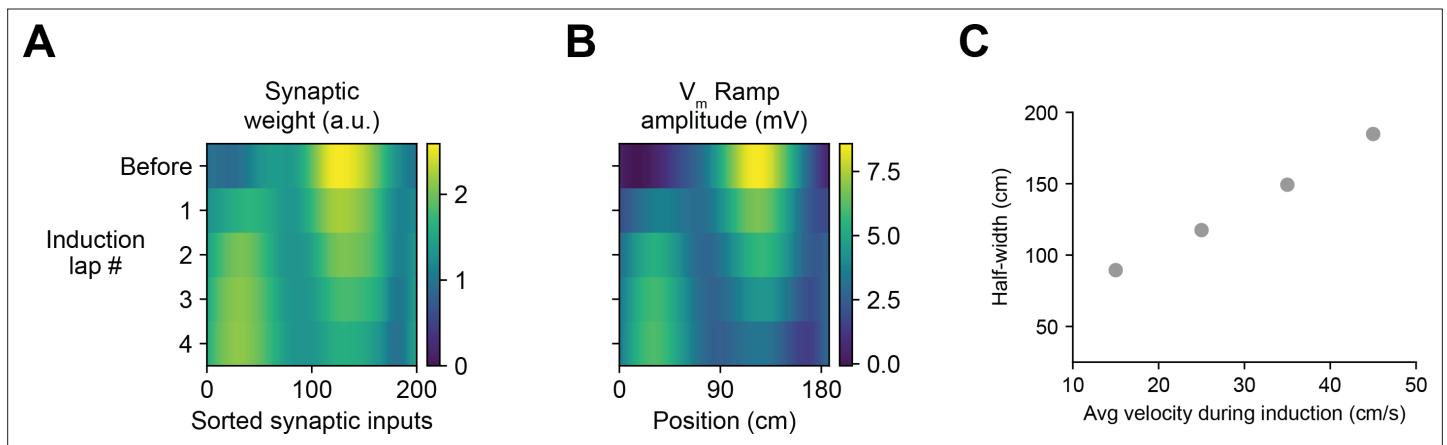 A
Synaptic
weight (a.u.)
Before
1
Induction
lap #
2
3
4
0
100
200
Sorted synaptic inputs
2
1
0
B
Vm Ramp
amplitude (mV)
7.5
5.0
2.5
0.0
0
90
180
Position (cm)
C
200
150
100
50
Half-width (cm)
10
20
30
40
50
Avg velocity during induction (cm/s)